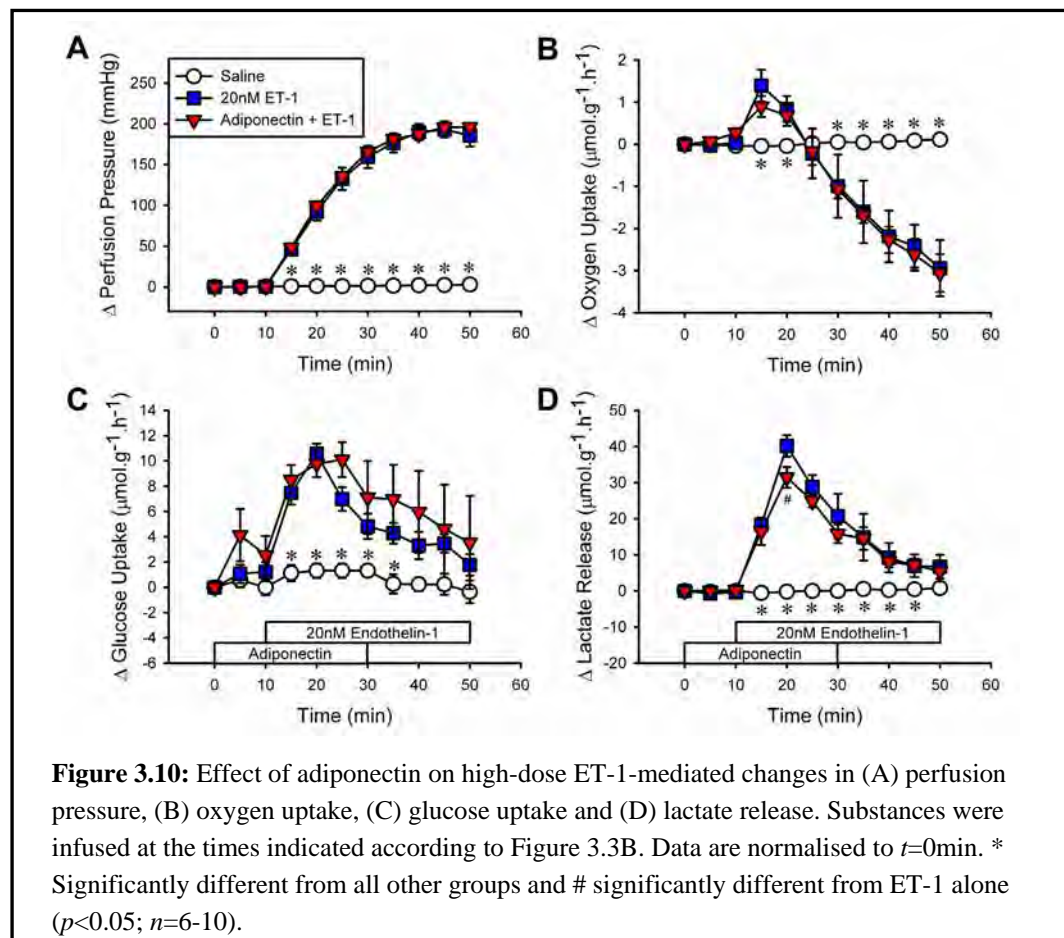 A
B
Δ Perfusion Pressure (mmHg)
250
200
150
100
50
0
Saline
20nM ET-1
Adiponectin + ET-1
* * * * * * * *
0 10 20 30 40 50 60
Time (min)
Δ Oxygen Uptake (μmol.g⁻¹.h⁻¹)
2
1
0
-1
-2
-3
-4
* * * * *
* *
0 10 20 30 40 50 60
Time (min)
C
D
Δ Glucose Uptake (μmol.g⁻¹.h⁻¹)
14
12
10
8
6
4
2
0
-2
-4
-6
* * * *
*
20nM Endothelin-1
Adiponectin
0 10 20 30 40 50 60
Time (min)
Δ Lactate Release (μmol.g⁻¹.h⁻¹)
50
40
30
20
10
0
-10
-20
#
* * * * * * *
20nM Endothelin-1
Adiponectin
0 10 20 30 40 50 60
Time (min)
Figure 3.10: Effect of adiponectin on high-dose ET-1-mediated changes in (A) perfusion
pressure, (B) oxygen uptake, (C) glucose uptake and (D) lactate release. Substances were
infused at the times indicated according to Figure 3.3B. Data are normalised to t=0min. *
Significantly different from all other groups and # significantly different from ET-1 alone
(p<0.05; n=6-10).